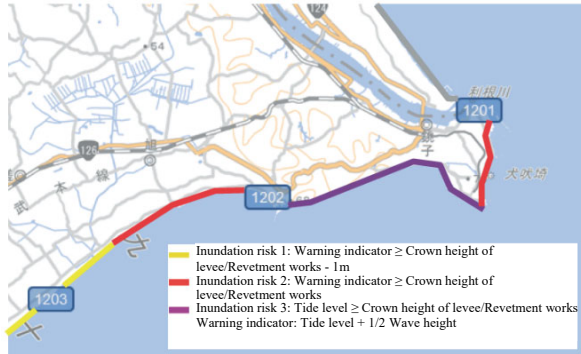 124
64
利根川
1201
126
旭
銚子
犬吠埼
武本線
1202
68
九
1203
十
Inundation risk 1: Warning indicator ≥ Crown height of
levee/Revetment works - 1m
Inundation risk 2: Warning indicator ≥ Crown height of
levee/Revetment works
Inundation risk 3: Tide level ≥ Crown height of levee/Revetment works
Warning indicator: Tide level + 1/2 Wave height